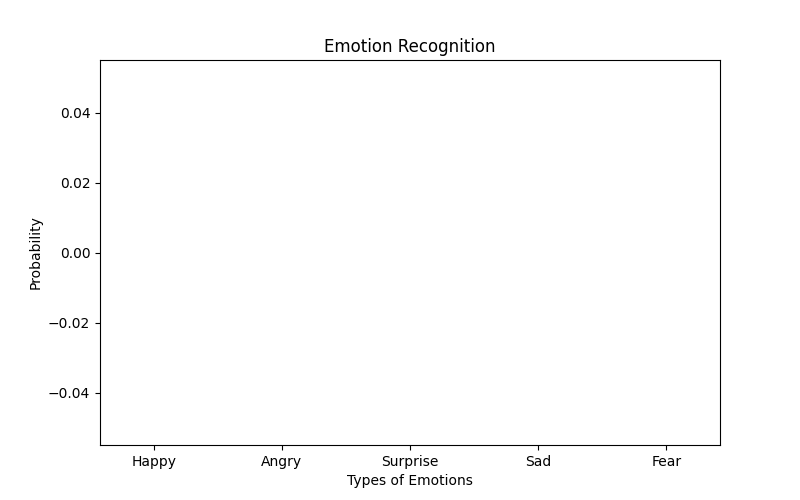 Emotion Recognition
0.04
0.02
0.00
−0.02
−0.04
Probability
Happy Angry Surprise Sad Fear
Types of Emotions